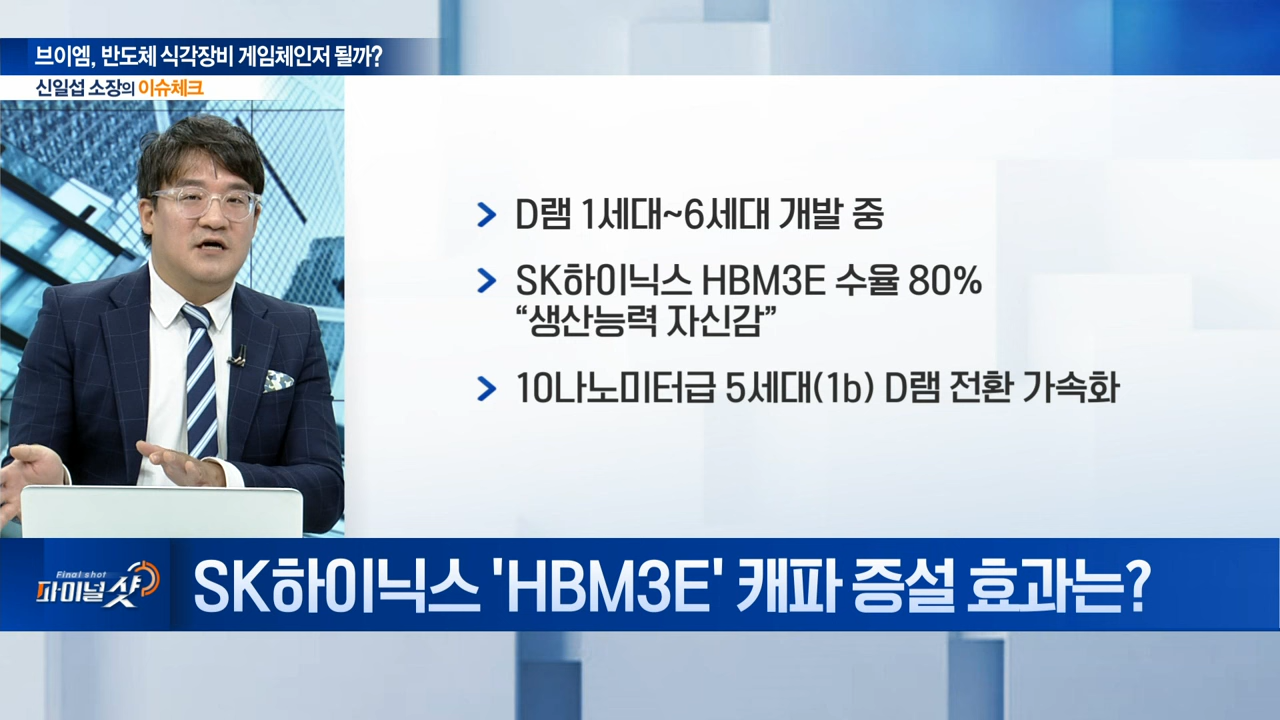 브이엠, 반도체 식각장비 게임체인저 될까?
신일섭 소장의 이슈체크
D램 1세대~6세대 개발 중
SK하이닉스 HBM3E 수율 80%
“생산능력 자신감”
10나노미터급 5세대(1b) D램 전환 가속화
Final shot
파이널샷
SK하이닉스 'HBM3E' 캐파 증설 효과는?